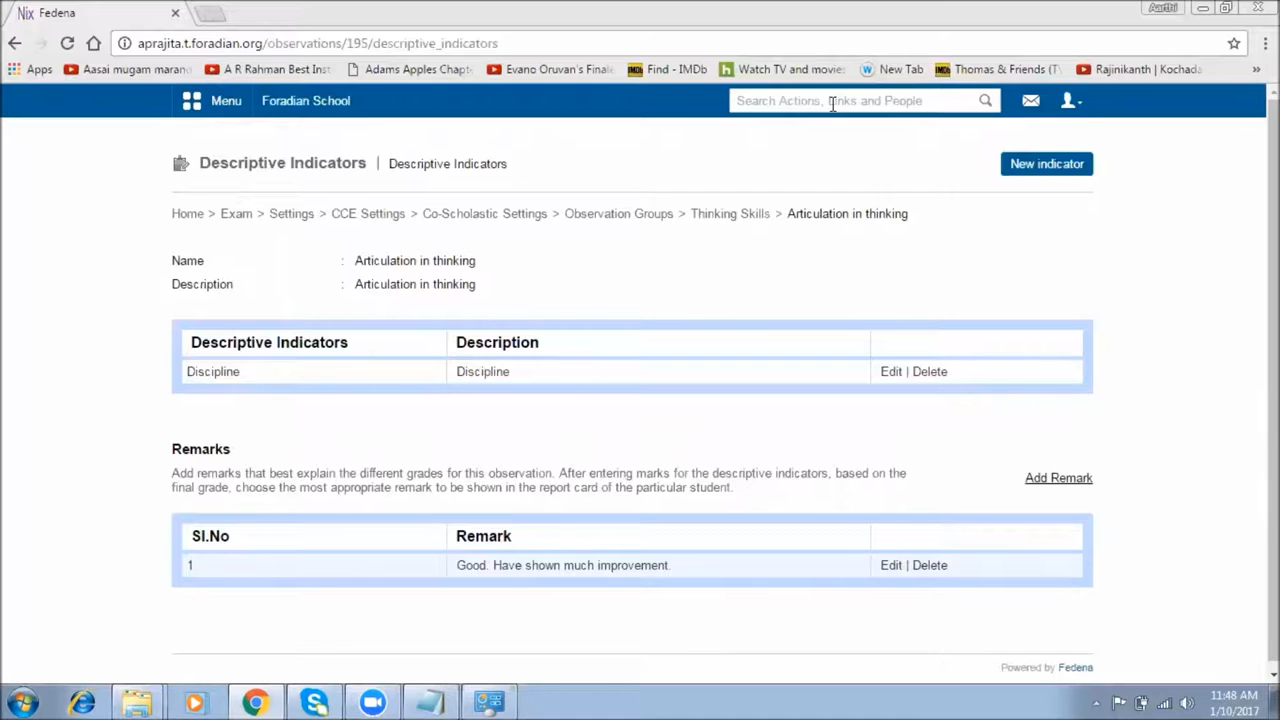 Nix Fedena
Aarthi
aprajita.t.foradian.org/observations/195/descriptive_indicators
Apps Aasai mugam maran A R Rahman Best Inst Adams Apples Chapt Evano Oruvan's Finale Find - IMDb Watch TV and movies New Tab Thomas & Friends (T Rajinikanth | Kochada »
Menu Foradian School Search Actions, Links and People
Descriptive Indicators | Descriptive Indicators New indicator
Home > Exam > Settings > CCE Settings > Co-Scholastic Settings > Observation Groups > Thinking Skills > Articulation in thinking
Name : Articulation in thinking
Description : Articulation in thinking
Descriptive Indicators Description
Discipline Discipline Edit | Delete
Remarks
Add remarks that best explain the different grades for this observation. After entering marks for the descriptive indicators, based on the
final grade, choose the most appropriate remark to be shown in the report card of the particular student.
Add Remark
Sl.No Remark
1 Good. Have shown much improvement. Edit | Delete
Powered by Fedena
11:48 AM
1/10/2017